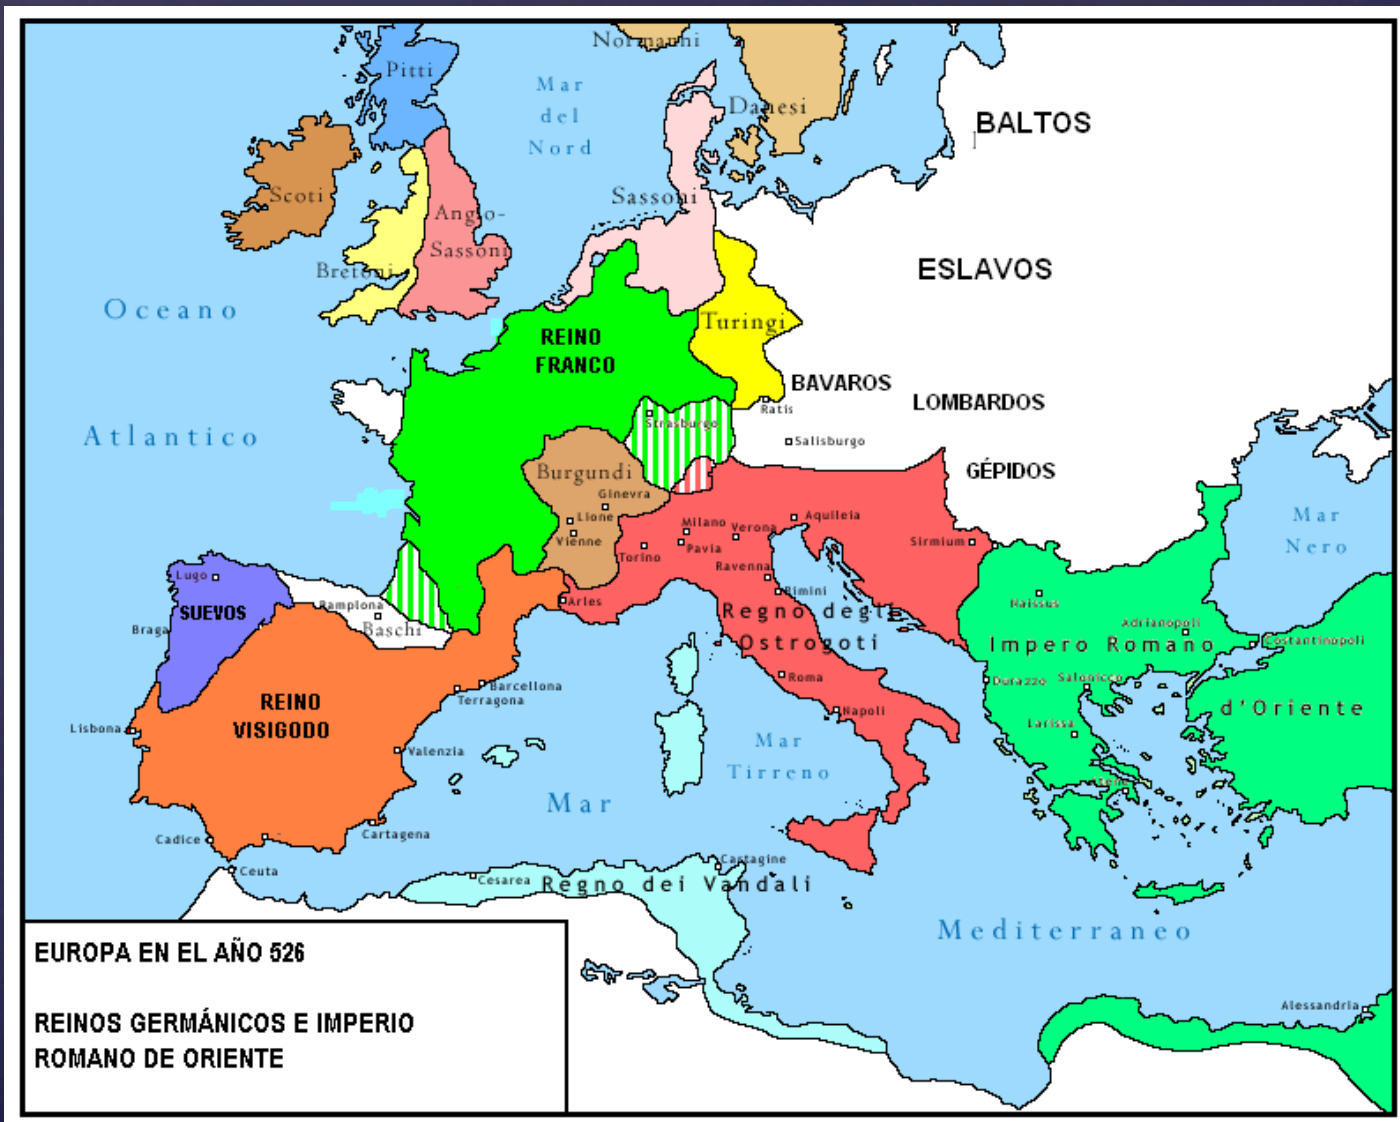 Normanni
Pitti
Mar
del
Nord
Danesi
BALTOS
Scoti
Sassoni
Anglo-
Sassoni
Bretoni
ESLAVOS
Oceano
Atlantico
REINO
FRANCO
Turingi
BAVAROS
LOMBARDOS
Ratis
Strasburgo
Salisburgo
GÉPIDOS
Burgundi
Ginevra
Lione
Vienne
Milano
Verona
Aquileia
Torino
Pavia
Sirmium
Ravenna
Rimini
Mar
Nero
Lugo
SUEVOS
Braga
Pamplona
Baschi
Arles
Regno degli
Ostrogoti
Naissus
Adrianopoli
Impero Romano
Costantinopoli
Durazzo
Salonicco
d'Oriente
Larissa
Roma
Napoli
Barcellona
Terragona
REINO
VISIGODO
Lisbona
Valenzia
Mar
Tirreno
Mar
Cadice
Cartagena
Ceuta
Cesarea
Cartagine
Regno dei Vandali
Mediterraneo
Alessandria
EUROPA EN EL AÑO 526
REINOS GERMÁNICOS E IMPERIO
ROMANO DE ORIENTE